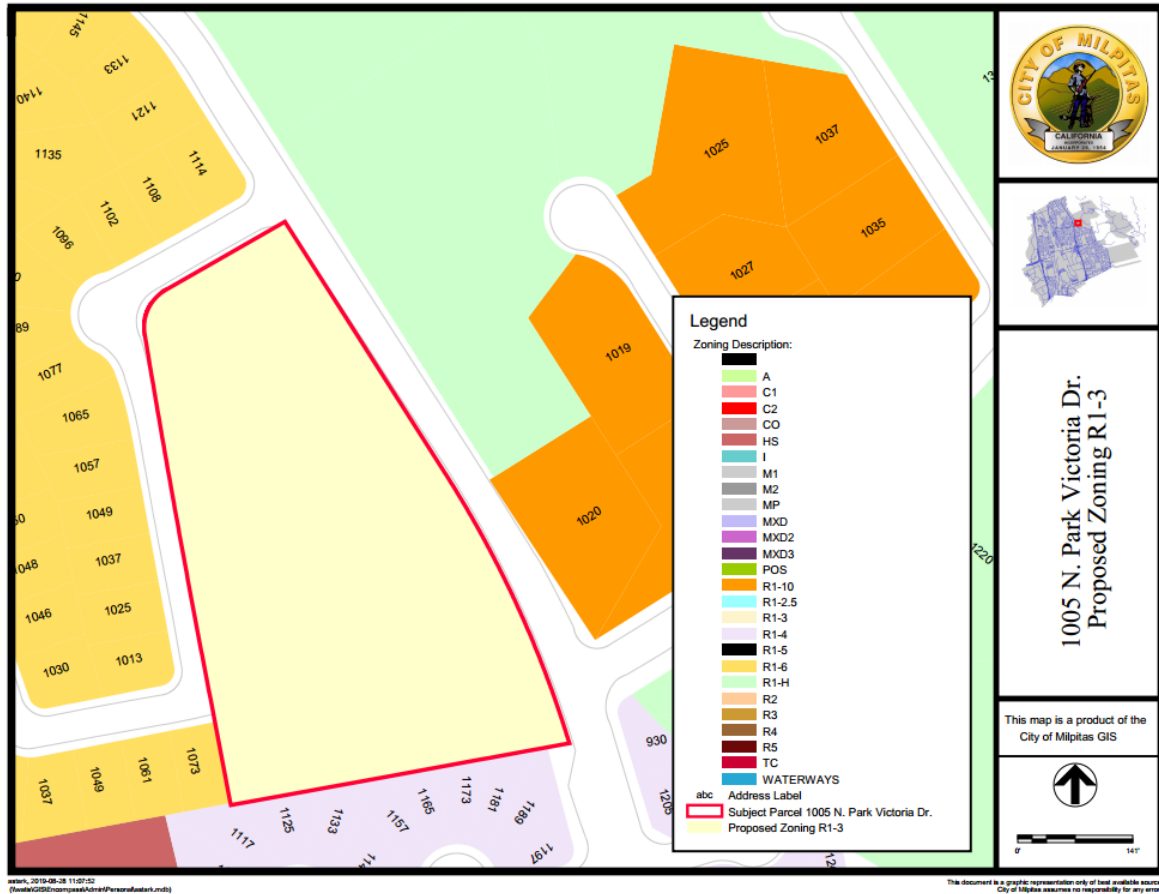 1145
1133
1140
1121
1135
1114
1108
1102
1096
1077
1065
1057
1049
1037
1025
1013
1046
1030
1037
1049
1061
1073
1117
1125
1133
1157
1165
1173
1181
1189
1197
930
1205
1220
1025
1037
1035
1027
1019
1020
Legend
Zoning Description:
A
C1
C2
CO
HS
I
M1
M2
MP
MXD
MXD2
MXD3
POS
R1-10
R1-2.5
R1-3
R1-4
R1-5
R1-6
R1-H
R2
R3
R4
R5
TC
WATERWAYS
abc Address Label
Subject Parcel 1005 N. Park Victoria Dr.
Proposed Zoning R1-3
CITY OF MILPITAS
CALIFORNIA
INCORPORATED
JANUARY 26, 1954
1005 N. Park Victoria Dr.
Proposed Zoning R1-3
This map is a product of the
City of Milpitas GIS
0'
141'
This document is a graphic representation only of best available source
City of Milpitas assumes no responsibility for any error